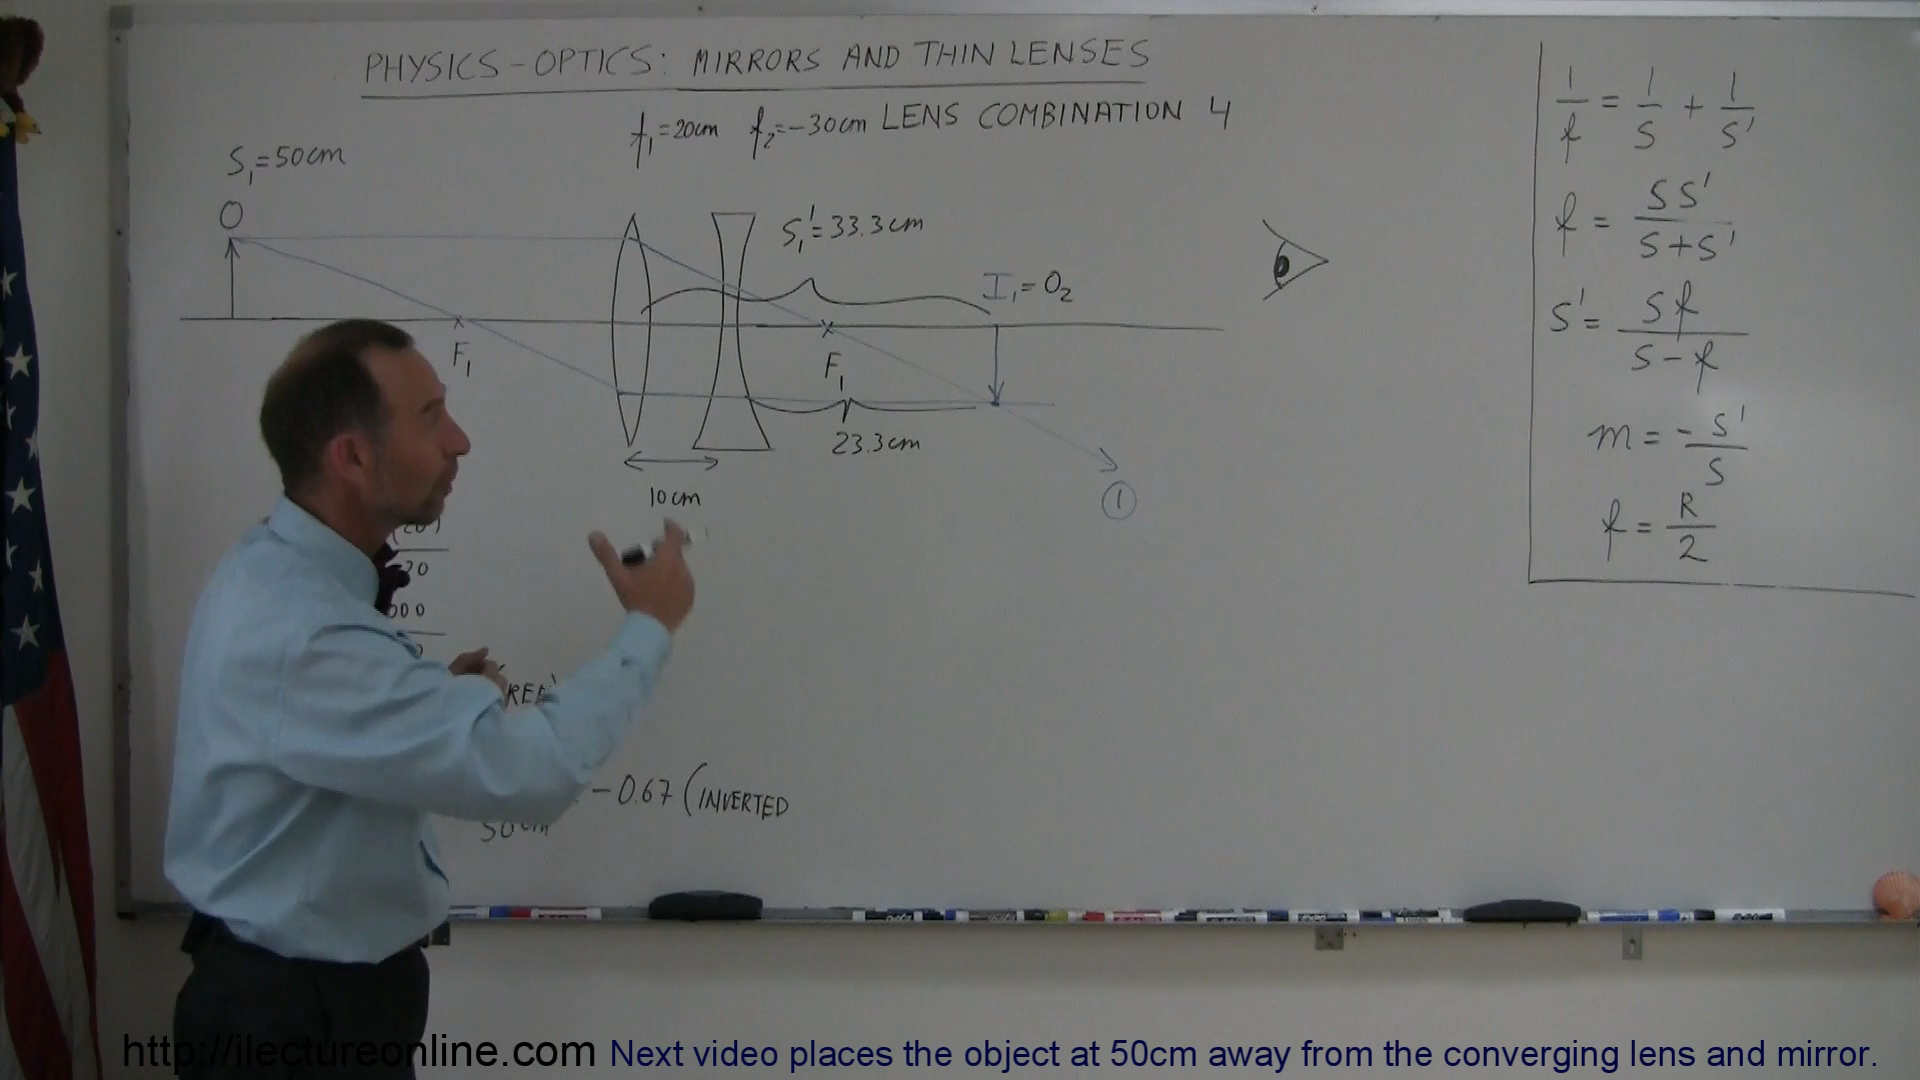 PHYSICS-OPTICS: MIRRORS AND THIN LENSES
f₁=20cm f₂=-30cm LENS COMBINATION 4
S₁=50cm
O
S₁'=33.3cm
I₁=O₂
F₁
F₁
23.3cm
10cm
1
-0.67 (INVERTED
50cm
1/f = 1/S + 1/S'
f = SS'/S+S'
S' = Sf/S-f
m = -S'/S
f = R/2
http://ilectureonline.com Next video places the object at 50cm away from the converging lens and mirror.